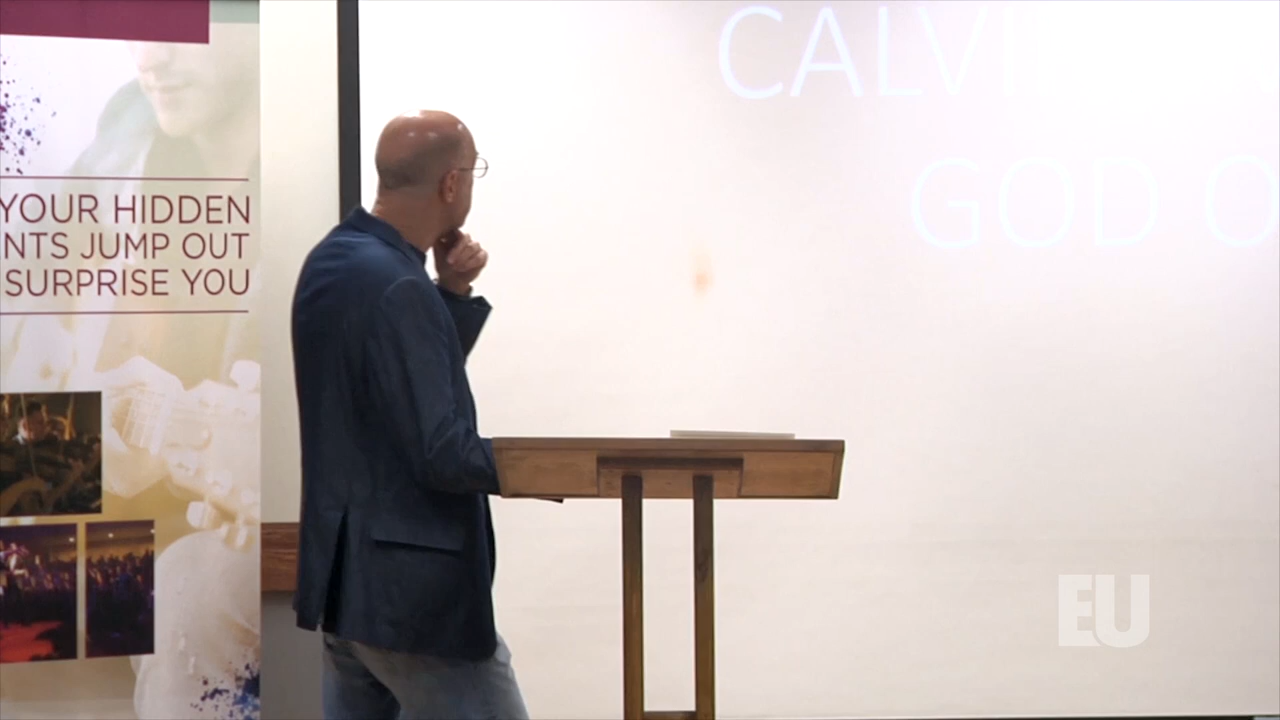 YOUR HIDDEN
NTS JUMP OUT
SURPRISE YOU
CALVI
GOD O
EU